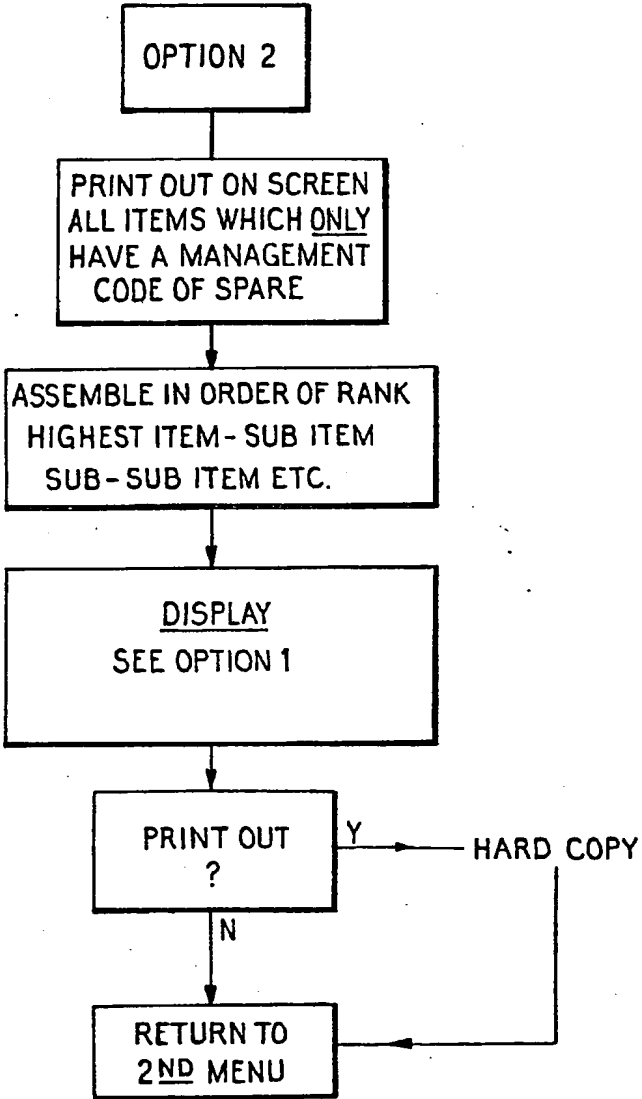 OPTION 2
PRINT OUT ON SCREEN
ALL ITEMS WHICH ONLY
HAVE A MANAGEMENT
CODE OF SPARE
ASSEMBLE IN ORDER OF RANK
HIGHEST ITEM - SUB ITEM
SUB - SUB ITEM ETC.
DISPLAY
SEE OPTION 1
PRINT OUT
?
Y
HARD COPY
N
RETURN TO
2ND MENU